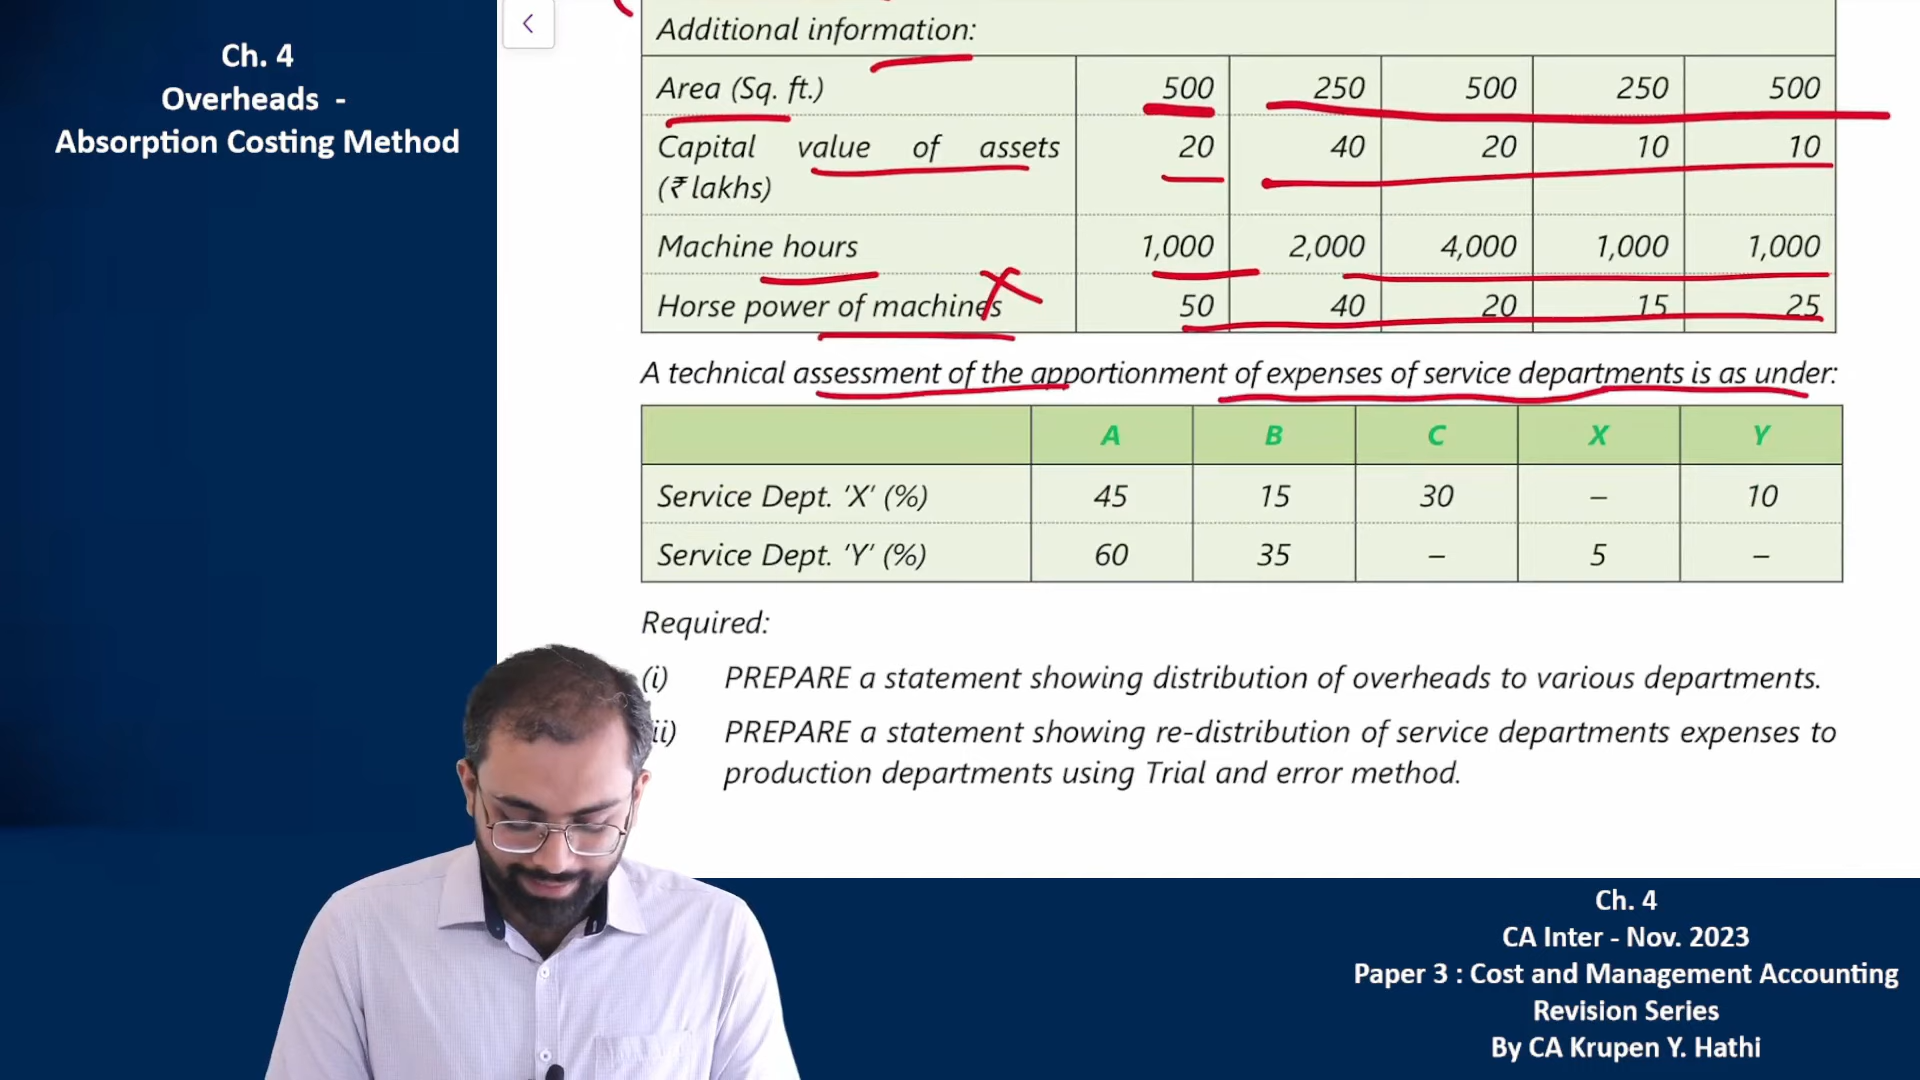 Ch. 4
Overheads -
Absorption Costing Method
Additional information:
Area (Sq. ft.) 500 250 500 250 500
Capital value of assets 20 40 20 10 10
(₹ lakhs)
Machine hours 1,000 2,000 4,000 1,000 1,000
Horse power of machines 50 40 20 15 25
A technical assessment of the apportionment of expenses of service departments is as under:
A B C X Y
Service Dept. 'X' (%) 45 15 30 – 10
Service Dept. 'Y' (%) 60 35 – 5 –
Required:
(i) PREPARE a statement showing distribution of overheads to various departments.
ii) PREPARE a statement showing re-distribution of service departments expenses to
production departments using Trial and error method.
Ch. 4
CA Inter - Nov. 2023
Paper 3 : Cost and Management Accounting
Revision Series
By CA Krupen Y. Hathi